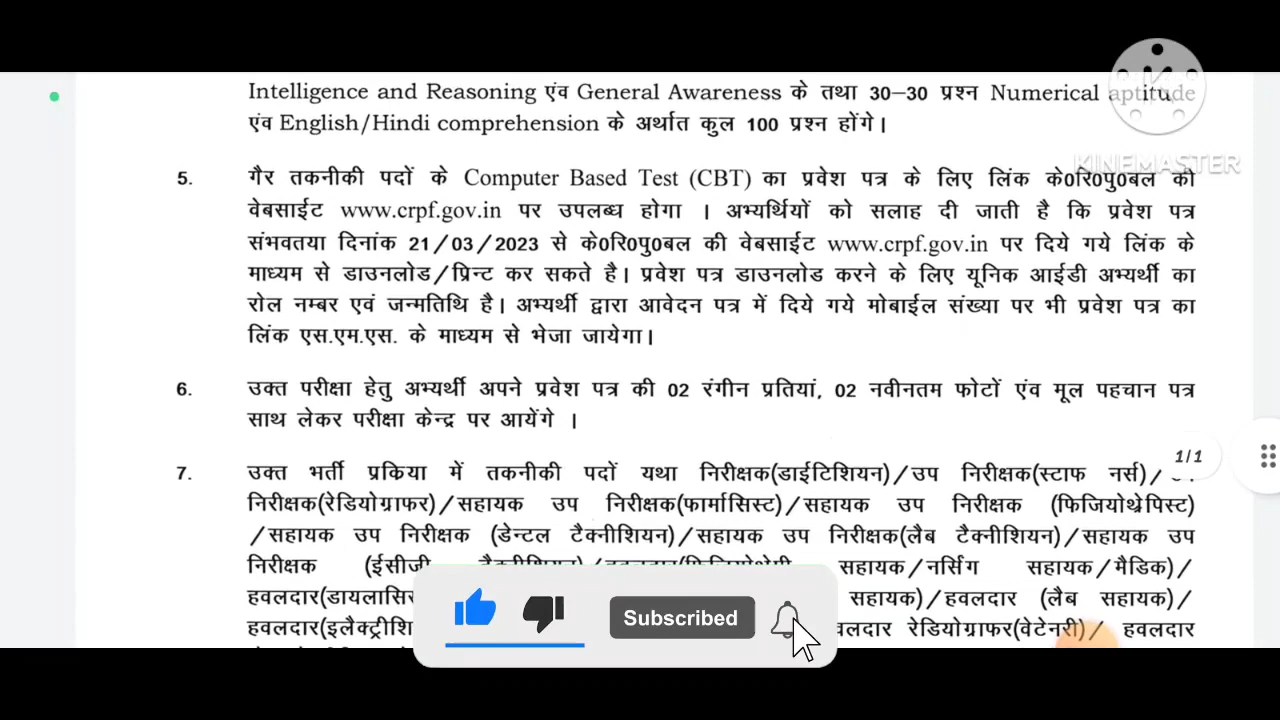 Intelligence and Reasoning एंव General Awareness के तथा 30–30 प्रश्न Numerical aptitude
KINEMASTER
एंव English/Hindi comprehension के अर्थात कुल 100 प्रश्न होंगे।
5. गैर तकनीकी पदों के Computer Based Test (CBT) का प्रवेश पत्र के लिए लिंक के0रि0पु0बल की
वेबसाईट www.crpf.gov.in पर उपलब्ध होगा । अभ्यर्थियों को सलाह दी जाती है कि प्रवेश पत्र
संभवतया दिनांक 21/03/2023 से के0रि0पु0बल की वेबसाईट www.crpf.gov.in पर दिये गये लिंक के
माध्यम से डाउनलोड/प्रिन्ट कर सकते है। प्रवेश पत्र डाउनलोड करने के लिए यूनिक आईडी अभ्यर्थी का
रोल नम्बर एवं जन्मतिथि है। अभ्यर्थी द्वारा आवेदन पत्र में दिये गये मोबाईल संख्या पर भी प्रवेश पत्र का
लिंक एस.एम.एस. के माध्यम से भेजा जायेगा।
6. उक्त परीक्षा हेतु अभ्यर्थी अपने प्रवेश पत्र की 02 रंगीन प्रतियां, 02 नवीनतम फोटों एंव मूल पहचान पत्र
साथ लेकर परीक्षा केन्द्र पर आयेंगे ।
1/1
7. उक्त भर्ती प्रकिया में तकनीकी पदों यथा निरीक्षक(डाईटिशियन)/उप निरीक्षक(स्टाफ नर्स)/
निरीक्षक(रेडियोग्राफर)/सहायक उप निरीक्षक(फार्मासिस्ट)/सहायक उप निरीक्षक (फिजियोथ्रेपिस्ट)
/सहायक उप निरीक्षक (डेन्टल टैक्नीशियन)/सहायक उप निरीक्षक(लैब टैक्नीशियन)/सहायक उप
निरीक्षक (ईसीजी सहायक/नर्सिंग सहायक/मैडिक)/
हवलदार(डायलासि सहायक)/हवलदार (लैब सहायक)/
हवलदार(इलैक्ट्रीशि वलदार रेडियोग्राफर(वेटेनरी)/ हवलदार
Subscribed